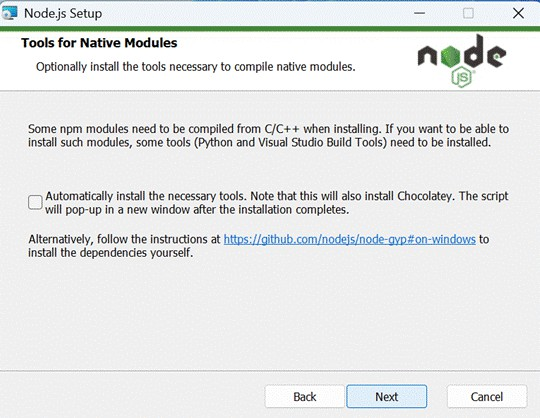 Node.js Setup
Tools for Native Modules
Optionally install the tools necessary to compile native modules.
node
JS
Some npm modules need to be compiled from C/C++ when installing. If you want to be able to
install such modules, some tools (Python and Visual Studio Build Tools) need to be installed.
Automatically install the necessary tools. Note that this will also install Chocolatey. The script
will pop-up in a new window after the installation completes.
Alternatively, follow the instructions at https://github.com/nodejs/node-gyp#on-windows to
install the dependencies yourself.
Back Next Cancel